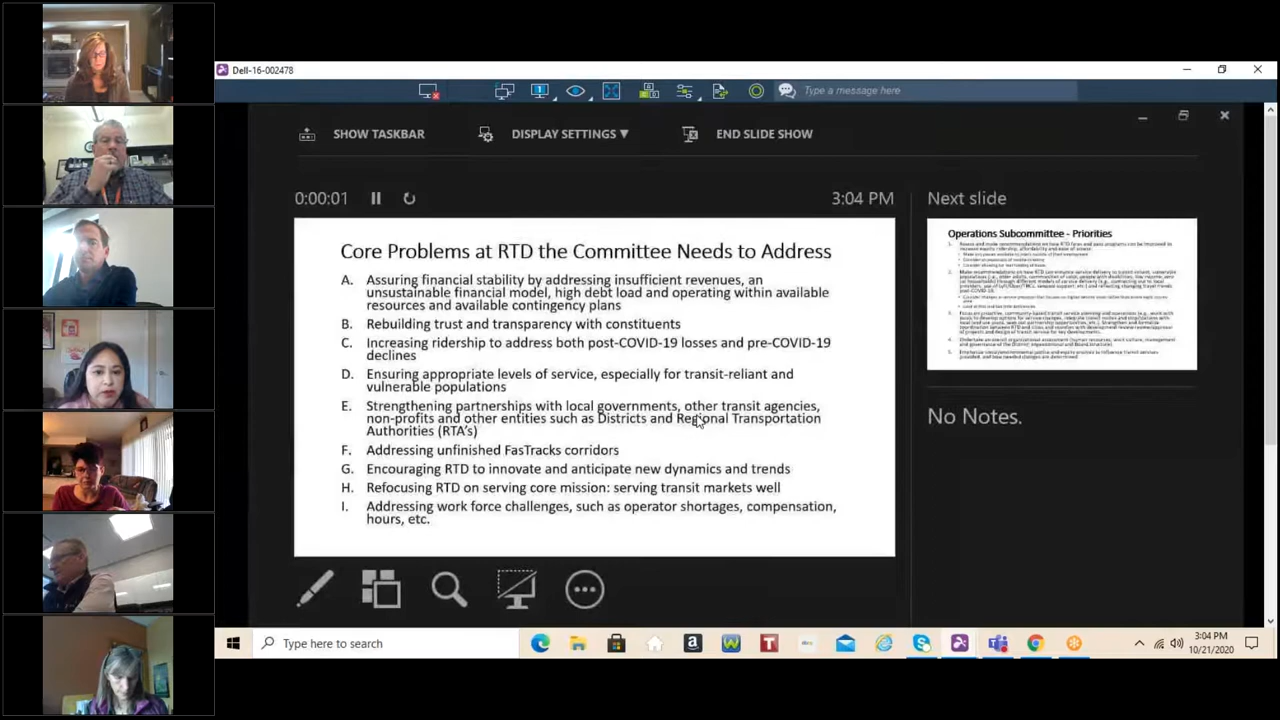 Dell-16-002478
Type a message here
SHOW TASKBAR
DISPLAY SETTINGS ▼
END SLIDE SHOW
0:00:01
3:04 PM
Next slide
Core Problems at RTD the Committee Needs to Address
A. Assuring financial stability by addressing insufficient revenues, an
unsustainable financial model, high debt load and operating within available
resources and available contingency plans
B. Rebuilding trust and transparency with constituents
C. Increasing ridership to address both post-COVID-19 losses and pre-COVID-19
declines
D. Ensuring appropriate levels of service, especially for transit-reliant and
vulnerable populations
E. Strengthening partnerships with local governments, other transit agencies,
non-profits and other entities such as Districts and Regional Transportation
Authorities (RTA's)
F. Addressing unfinished FasTracks corridors
G. Encouraging RTD to innovate and anticipate new dynamics and trends
H. Refocusing RTD on serving core mission: serving transit markets well
I. Addressing work force challenges, such as operator shortages, compensation,
hours, etc.
Operations Subcommittee - Priorities
No Notes.
Type here to search
3:04 PM
10/21/2020